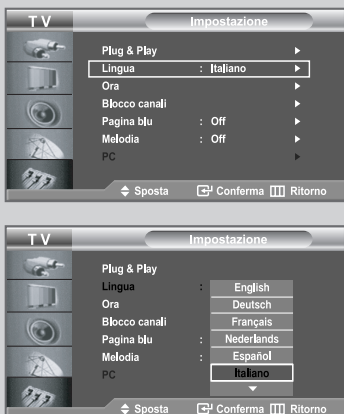 TV Impostazione
Plug & Play
Lingua : Italiano
Ora
Blocco canali
Pagina blu : Off
Melodia : Off
PC
Sposta Conferma Ritorno
TV Impostazione
Plug & Play
Lingua : English
Ora Deutsch
Blocco canali Français
Pagina blu : Nederlands
Melodia : Español
PC Italiano
Sposta Conferma Ritorno